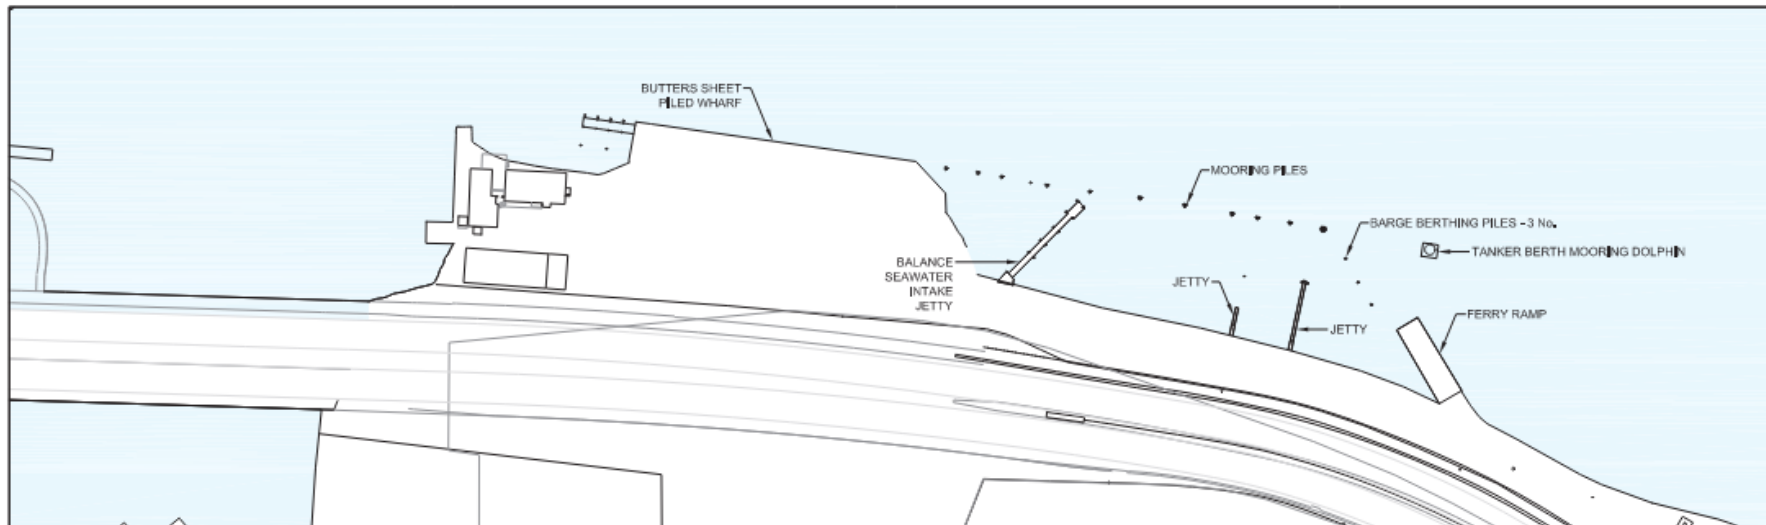 BUTTERS SHEET
PILED WHARF
MOORING PILES
BARGE BERTHING PILES - 3 No.
TANKER BERTH MOORING DOLPHIN
BALANCE
SEAWATER
INTAKE
JETTY
JETTY
JETTY
FERRY RAMP